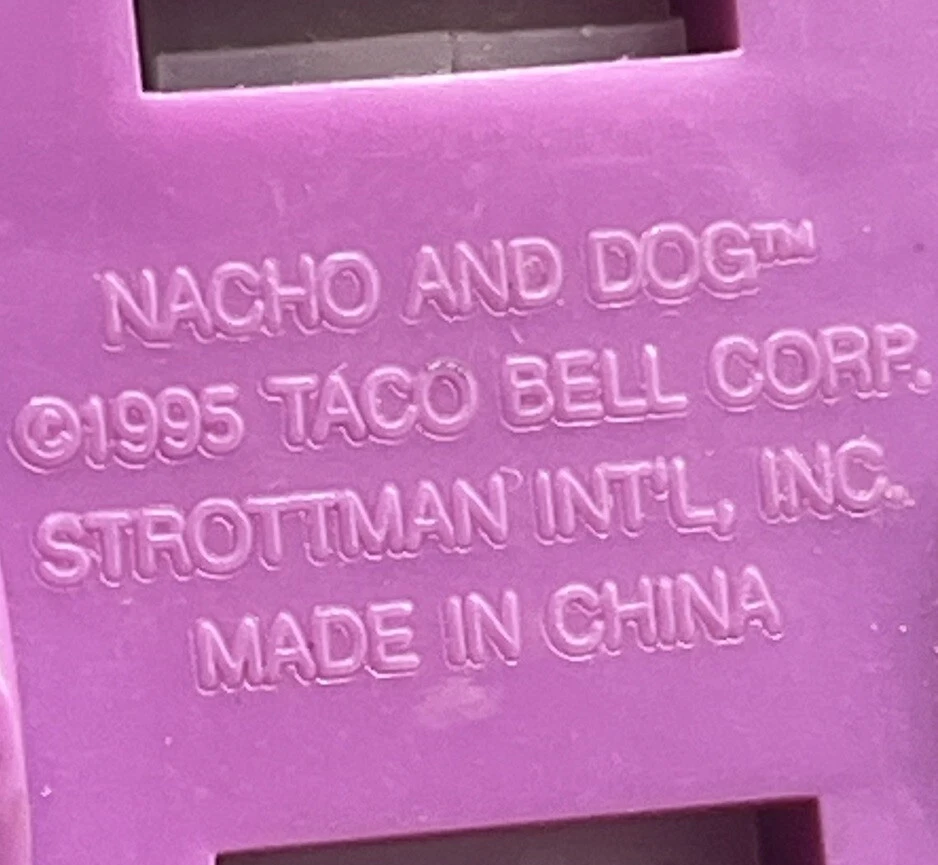 NACHO AND DOG™
©1995 TACO BELL CORP.
STROTTMAN INT'L, INC.
MADE IN CHINA